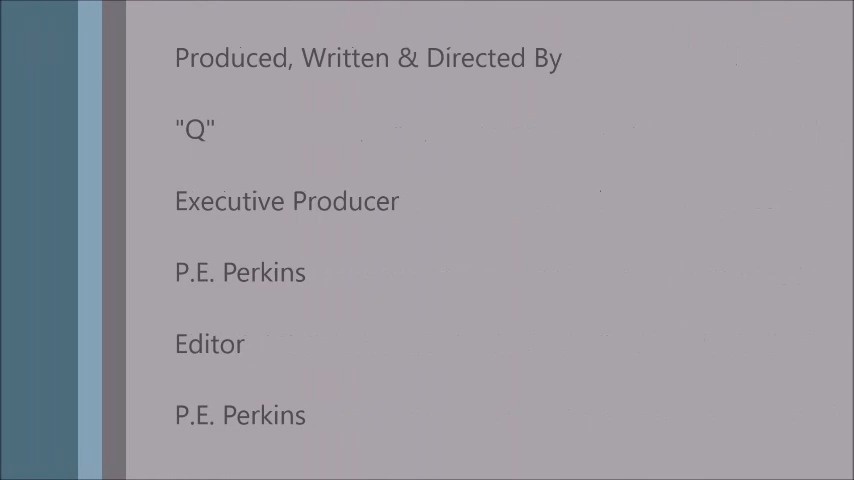 Produced, Written & Directed By
"Q"
Executive Producer
P.E. Perkins
Editor
P.E. Perkins